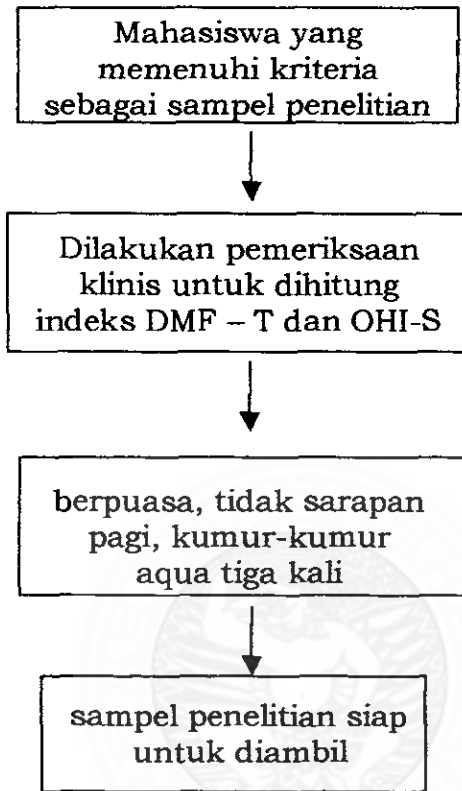 Mahasiswa yang
memenuhi kriteria
sebagai sampel penelitian
Dilakukan pemeriksaan
klinis untuk dihitung
indeks DMF – T dan OHI-S
berpuasa, tidak sarapan
pagi, kumur-kumur
aqua tiga kali
sampel penelitian siap
untuk diambil